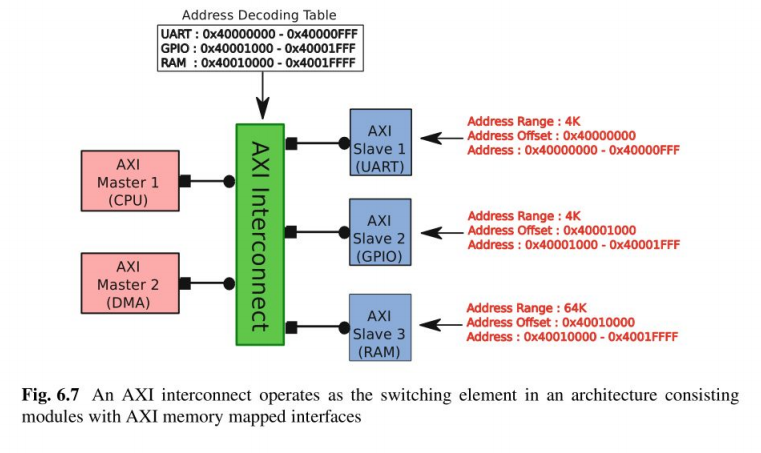 Address Decoding Table
UART : 0x40000000 - 0x40000FFF
GPIO : 0x40001000 - 0x40001FFF
RAM : 0x40010000 - 0x4001FFFF
AXI
Master 1
(CPU)
AXI
Master 2
(DMA)
AXI Interconnect
AXI
Slave 1
(UART)
Address Range : 4K
Address Offset : 0x40000000
Address : 0x40000000 - 0x40000FFF
AXI
Slave 2
(GPIO)
Address Range : 4K
Address Offset : 0x40001000
Address : 0x40001000 - 0x40001FFF
AXI
Slave 3
(RAM)
Address Range : 64K
Address Offset : 0x40010000
Address : 0x40010000 - 0x4001FFFF
Fig. 6.7 An AXI interconnect operates as the switching element in an architecture consisting
modules with AXI memory mapped interfaces